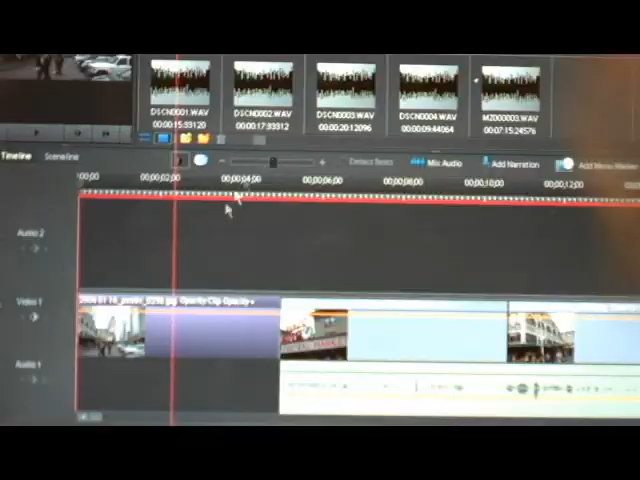 DSCN0001.WAV DSCN0002.WAV DSCN0003.WAV DSCN0004.WAV MZ000003.WAV
00:00:15:33120 00:00:17:33312 00:00:20:12096 00:00:09:44064 00:07:15:24576
Timeline Sceneline Detect Beats Mix Audio Add Narration Add Menu Marker
00;00 00;00;02;00 00;00;04;00 00;00;06;00 00;00;08;00 00;00;10;00 00;00;12;00
Audio 2
Video 1
Opacity:Clip Opacity
Audio 1